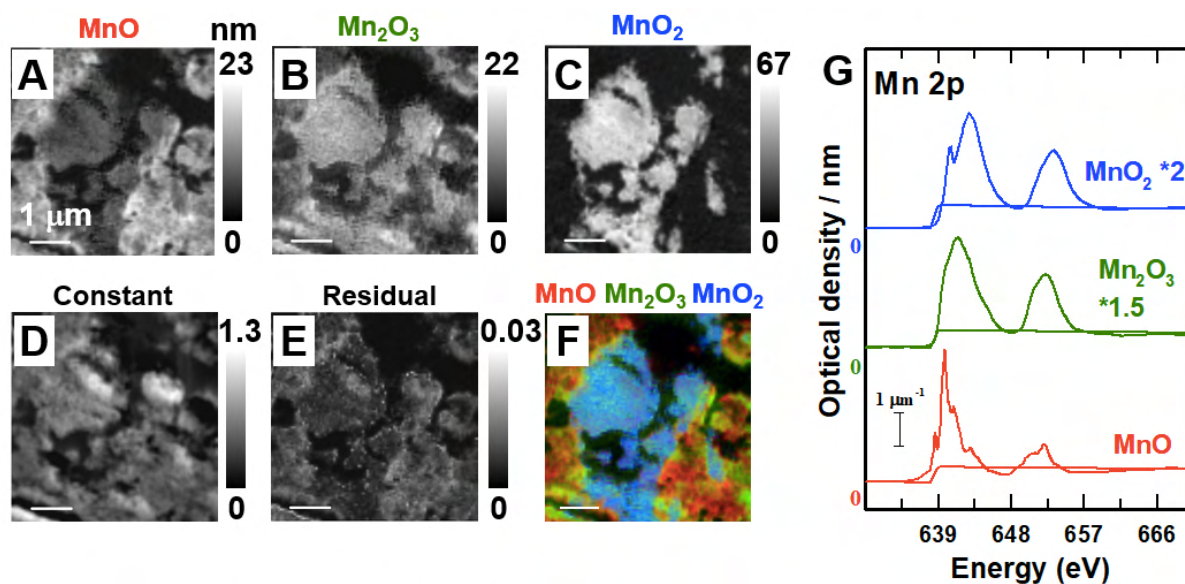 MnO nm Mn₂O₃ MnO₂
A 23 B 22 C 67 G
Mn 2p
1 μm 0 0 0
MnO₂ *2
0
Constant Residual MnO Mn₂O₃ MnO₂
D 1.3 E 0.03 F
Mn₂O₃
*1.5
0
1 μm⁻¹
MnO
0 0 0
Optical density / nm
639 648 657 666
Energy (eV)